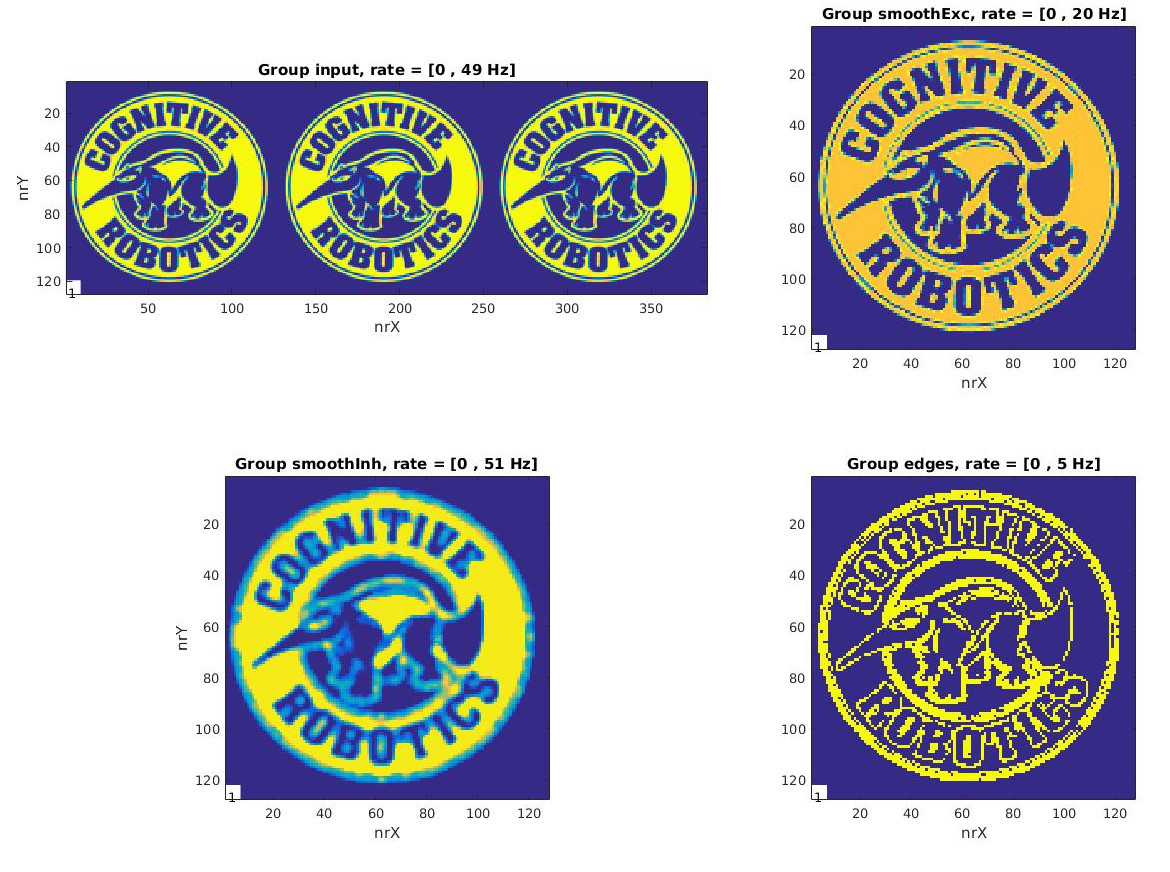 Group input, rate = [0 , 49 Hz]
nrY
20
40
60
80
100
120
COGNITIVE
ROBOTICS
COGNITIVE
ROBOTICS
COGNITIVE
ROBOTICS
1
50 100 150 200 250 300 350
nrX
Group smoothExc, rate = [0 , 20 Hz]
20
40
60
80
100
120
COGNITIVE
ROBOTICS
1
20 40 60 80 100 120
nrX
Group smoothInh, rate = [0 , 51 Hz]
nrY
20
40
60
80
100
120
COGNITIVE
ROBOTICS
1
20 40 60 80 100 120
nrX
Group edges, rate = [0 , 5 Hz]
20
40
60
80
100
120
COGNITIVE
ROBOTICS
1
20 40 60 80 100 120
nrX